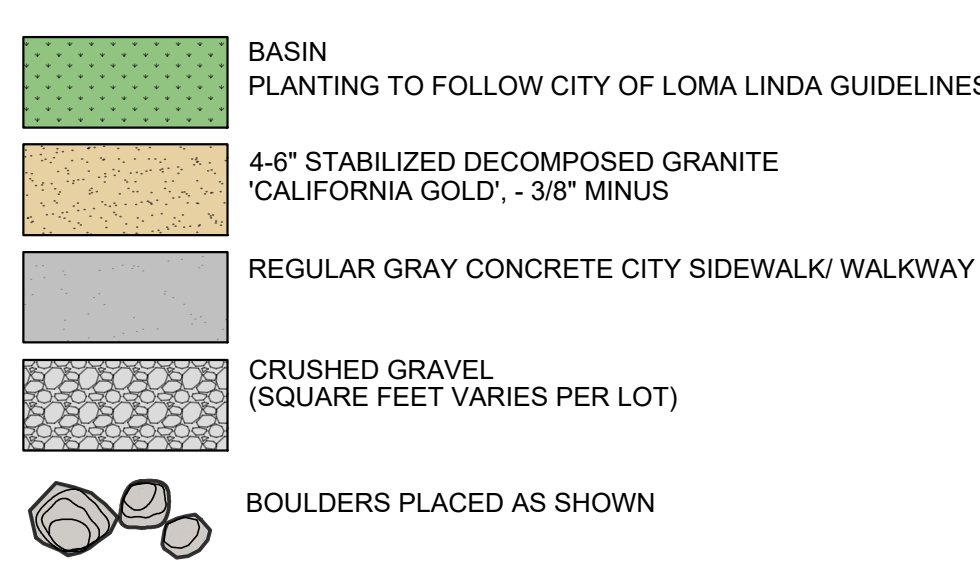 BASIN
PLANTING TO FOLLOW CITY OF LOMA LINDA GUIDELINES
4-6" STABILIZED DECOMPOSED GRANITE
'CALIFORNIA GOLD', - 3/8" MINUS
REGULAR GRAY CONCRETE CITY SIDEWALK/ WALKWAY
CRUSHED GRAVEL
(SQUARE FEET VARIES PER LOT)
BOULDERS PLACED AS SHOWN